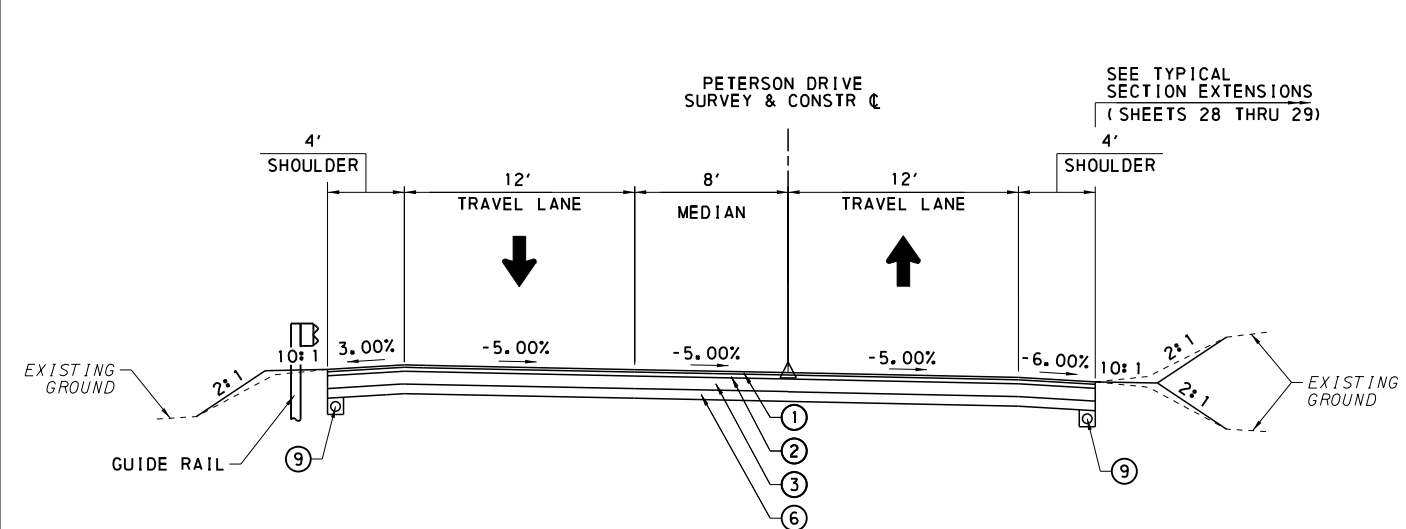 PETERSON DRIVE
SURVEY & CONSTR ℄
SEE TYPICAL
SECTION EXTENSIONS
(SHEETS 28 THRU 29)
4'
SHOULDER
12'
TRAVEL LANE
8'
MEDIAN
12'
TRAVEL LANE
4'
SHOULDER
EXISTING
GROUND
2:1
10:1
3.00%
-5.00%
-5.00%
-5.00%
-6.00%
10:1
2:1
2:1
EXISTING
GROUND
GUIDE RAIL
9
1
2
3
6
9